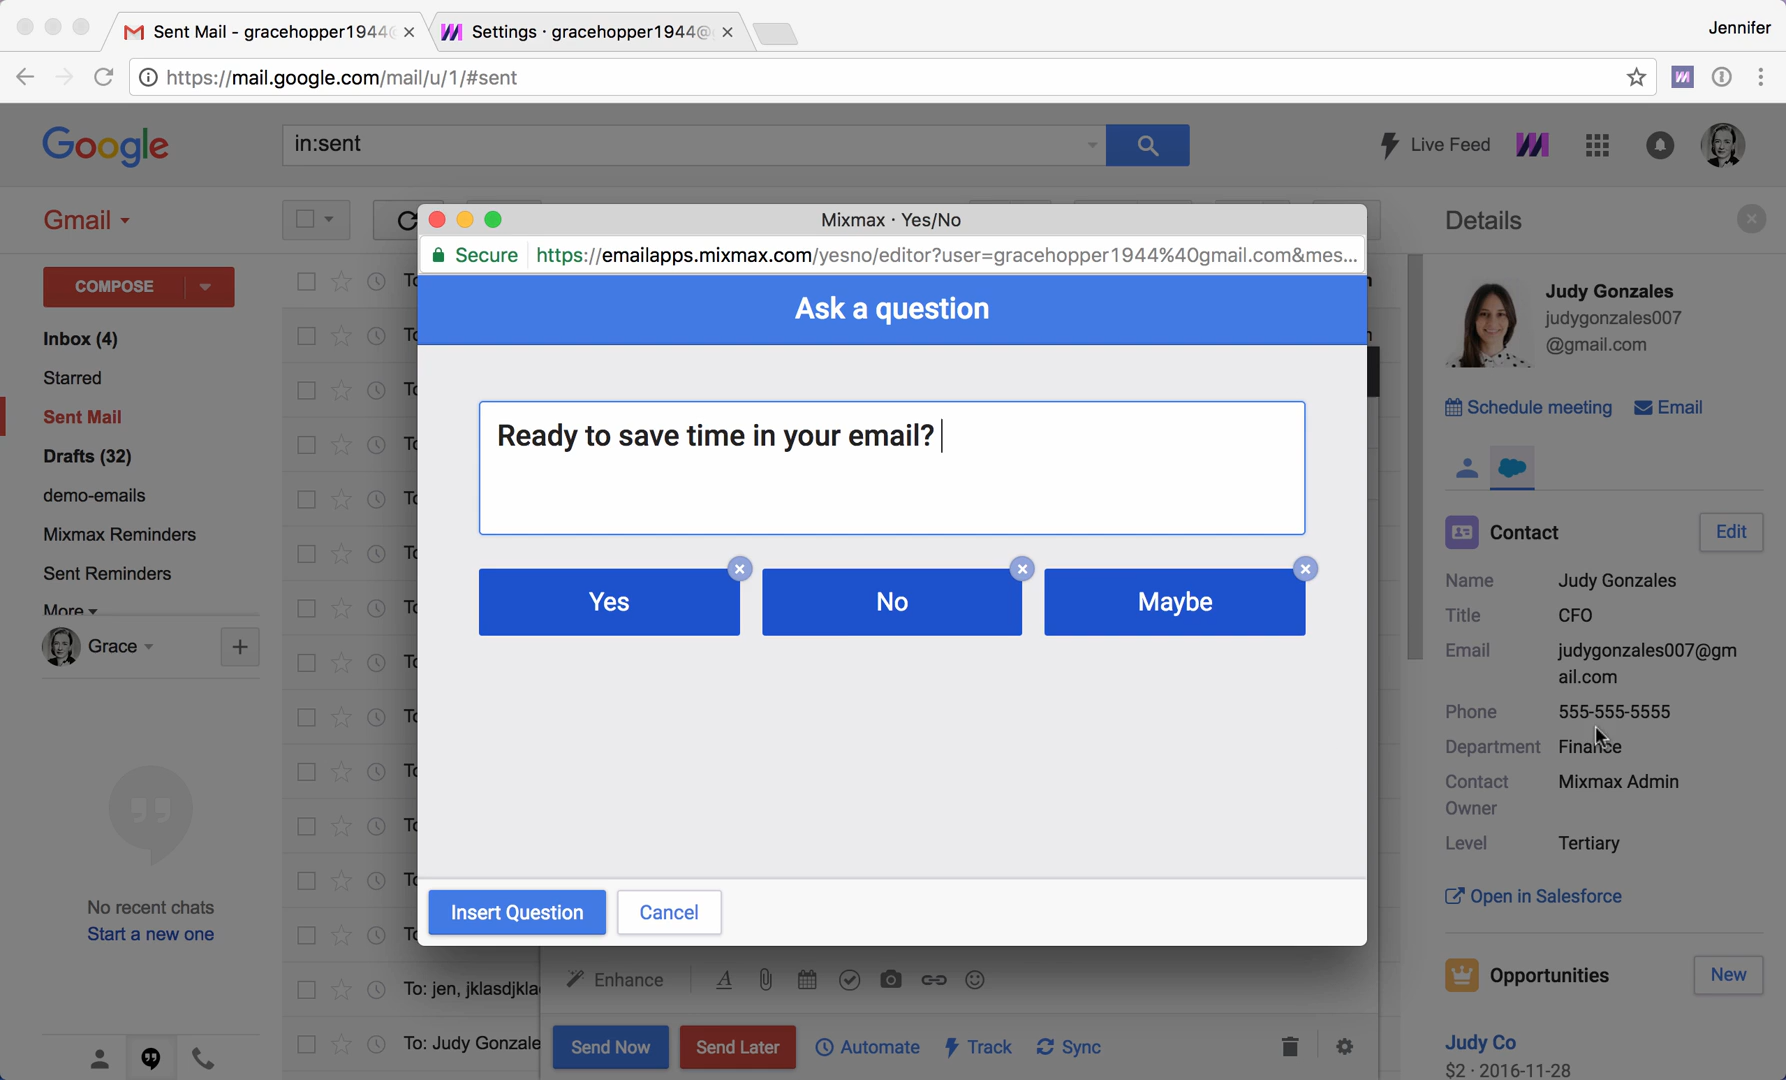 Sent Mail - gracehopper1944@
Settings · gracehopper1944@
Jennifer
https://mail.google.com/mail/u/1/#sent
Google
in:sent
Live Feed
Gmail
Mixmax · Yes/No
Details
Secure
https://emailapps.mixmax.com/yesno/editor?user=gracehopper1944%40gmail.com&mes...
COMPOSE
Ask a question
Inbox (4)
Starred
Sent Mail
Drafts (32)
demo-emails
Mixmax Reminders
Sent Reminders
More
Grace
No recent chats
Start a new one
Ready to save time in your email?
Yes
No
Maybe
Insert Question
Cancel
To: jen, jklasdjkla
To: Judy Gonzale
Enhance
Send Now
Send Later
Automate
Track
Sync
Judy Gonzales
judygonzales007
@gmail.com
Schedule meeting
Email
Contact
Edit
Name Judy Gonzales
Title CFO
Email judygonzales007@gm
ail.com
Phone 555-555-5555
Department Finance
Contact Mixmax Admin
Owner
Level Tertiary
Open in Salesforce
Opportunities
New
Judy Co
$2 · 2016-11-28